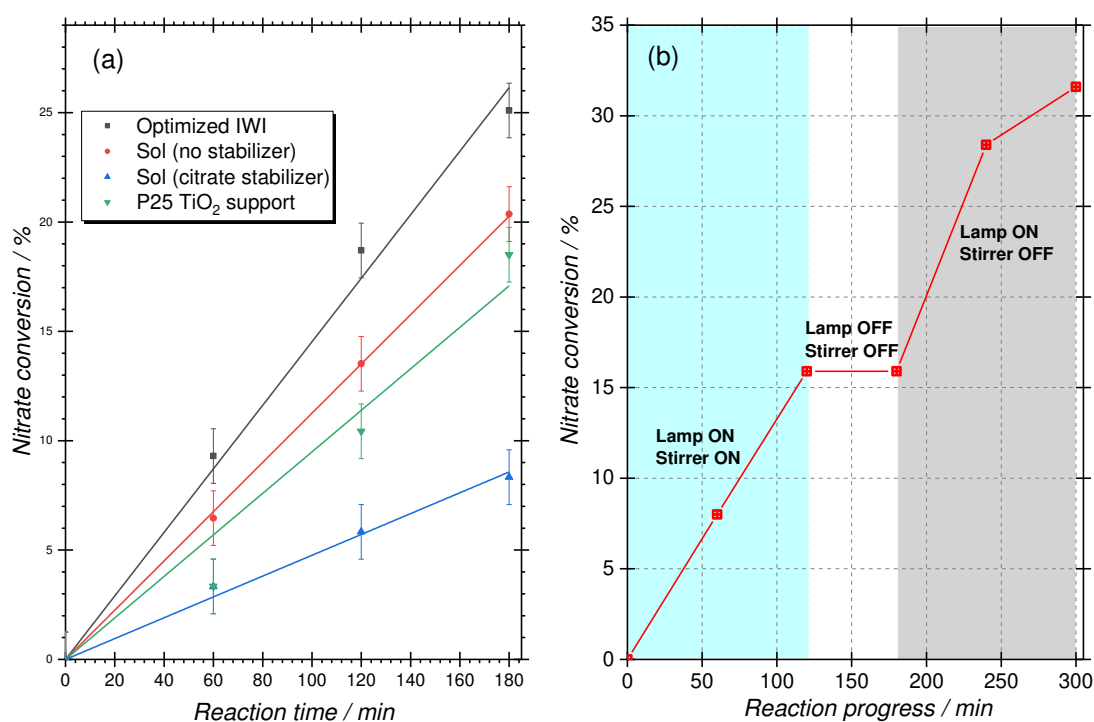 (a)
Optimized IWI
Sol (no stabilizer)
Sol (citrate stabilizer)
P25 TiO₂ support
Nitrate conversion / %
25
20
15
10
5
0
0 20 40 60 80 100 120 140 160 180
Reaction time / min
(b)
Nitrate conversion / %
35
30
25
20
15
10
5
0
Lamp ON
Stirrer OFF
Lamp OFF
Stirrer OFF
Lamp ON
Stirrer ON
0 50 100 150 200 250 300
Reaction progress / min